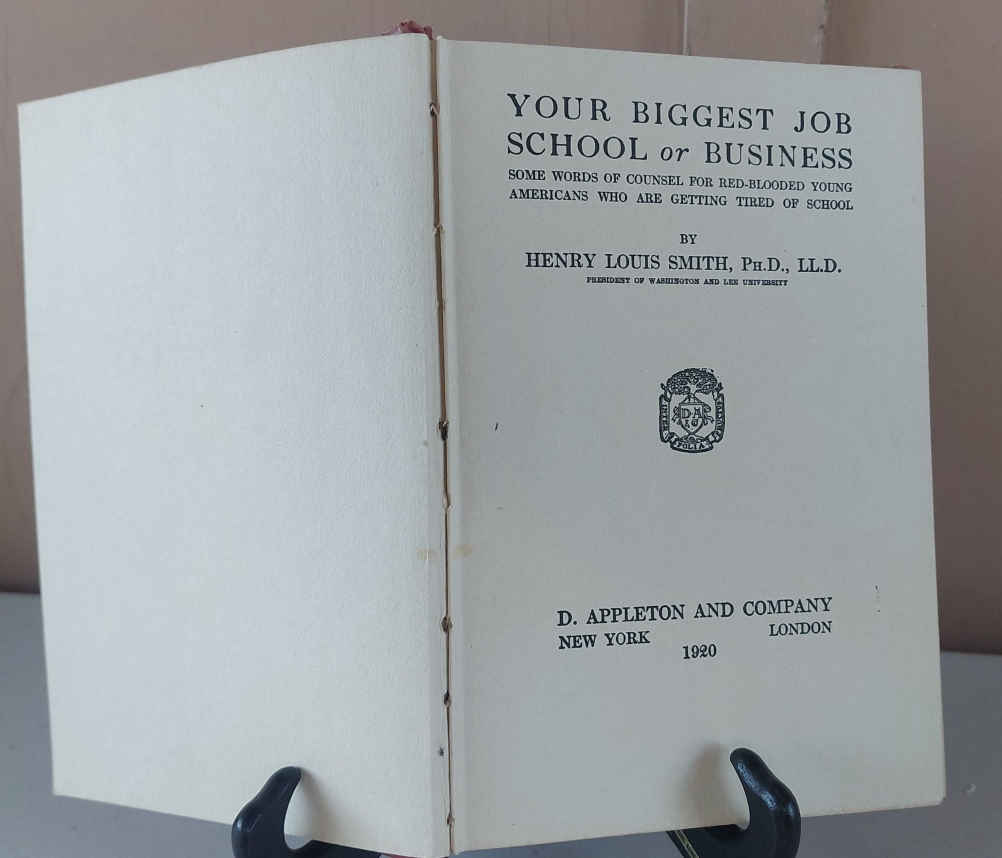 YOUR BIGGEST JOB
SCHOOL or BUSINESS
SOME WORDS OF COUNSEL FOR RED-BLOODED YOUNG
AMERICANS WHO ARE GETTING TIRED OF SCHOOL
BY
HENRY LOUIS SMITH, PH.D., LL.D.
PRESIDENT OF WASHINGTON AND LEE UNIVERSITY
INTER
FOLIA
D. APPLETON AND COMPANY
NEW YORK LONDON
1920